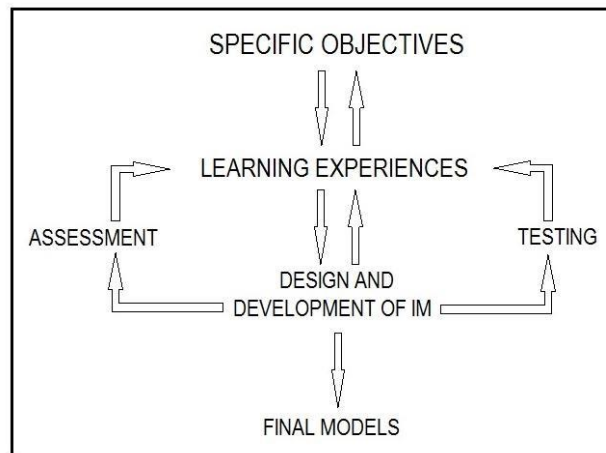 SPECIFIC OBJECTIVES
LEARNING EXPERIENCES
ASSESSMENT
TESTING
DESIGN AND
DEVELOPMENT OF IM
FINAL MODELS